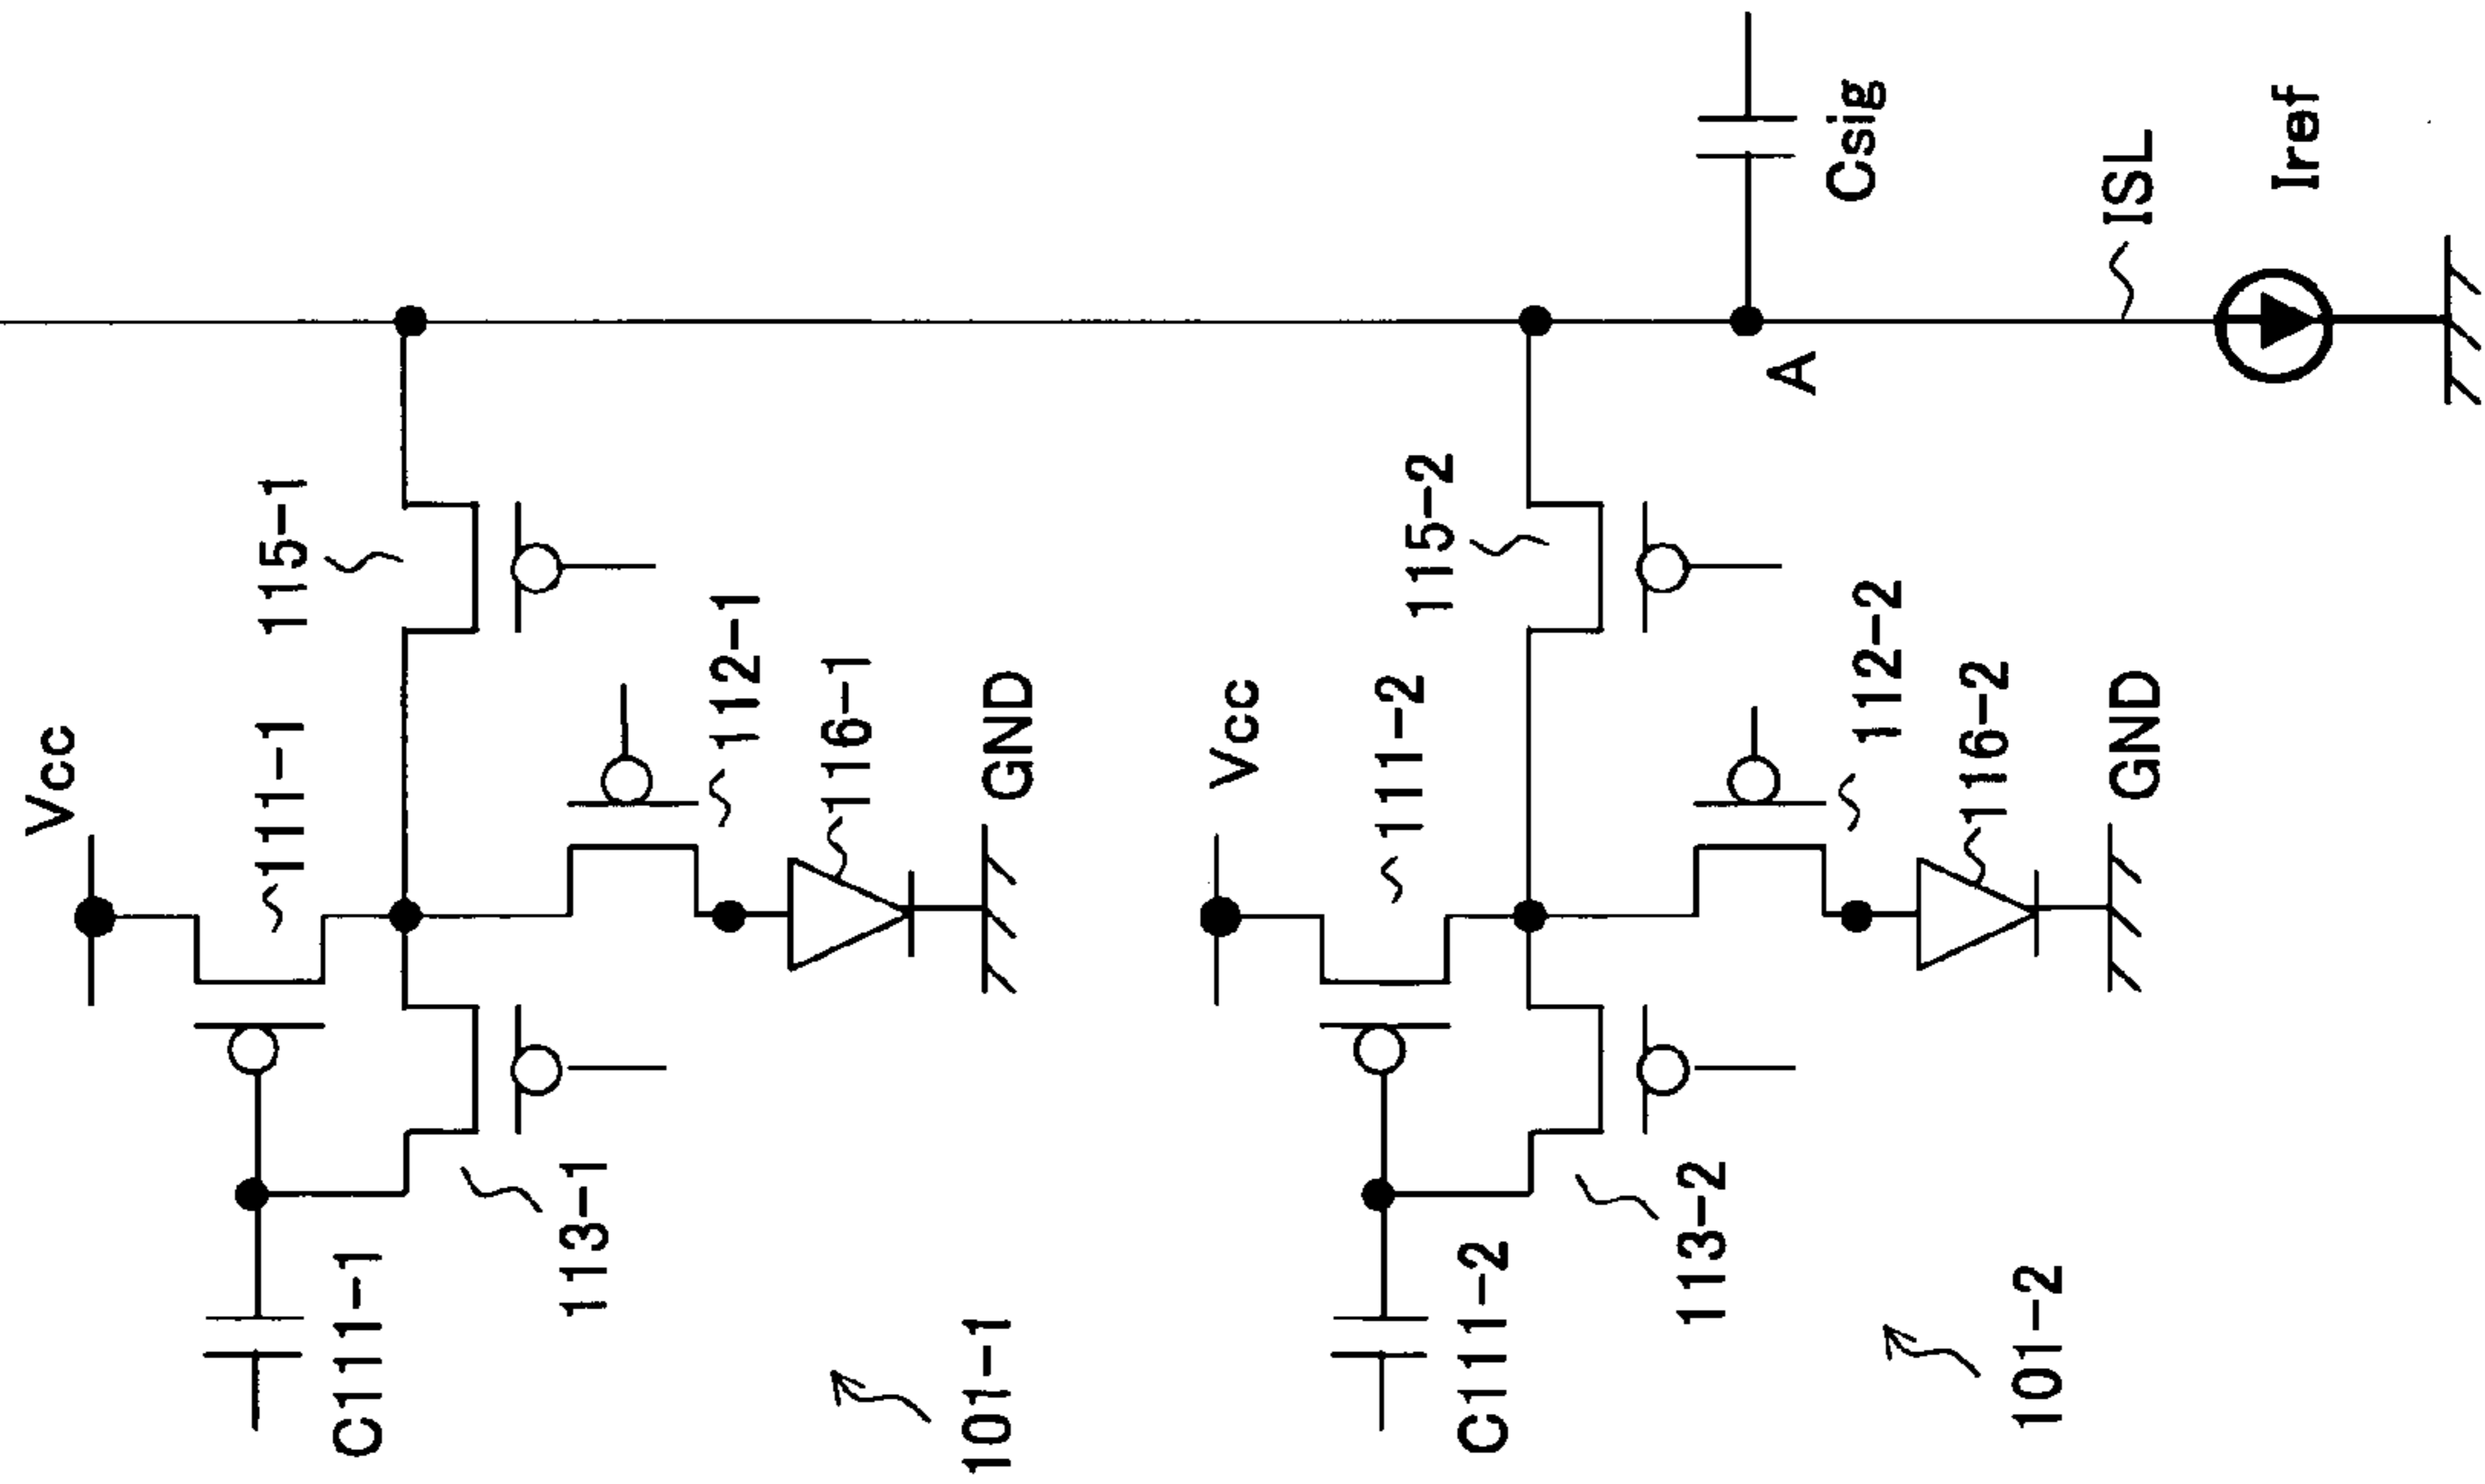 Vcc
111-1
115-1
C111-1
113-1
112-1
116-1
GND
101-1
Vcc
111-2
115-2
C111-2
113-2
112-2
116-2
GND
101-2
A
Csig
ISL
Iref